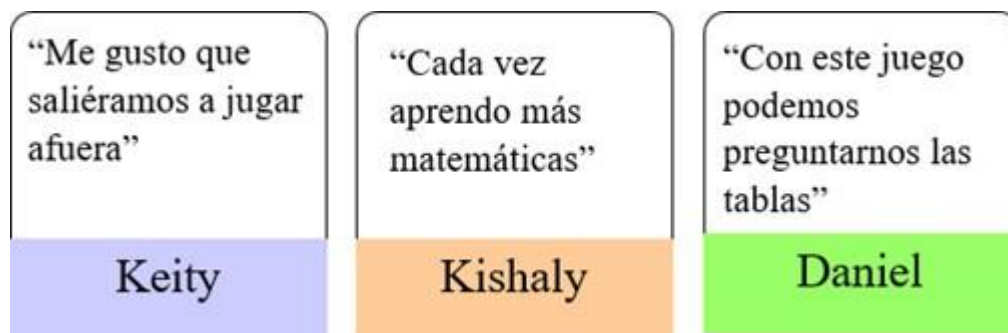 “Me gusto que
saliéramos a jugar
afuera”
Keity
“Cada vez
aprendo más
matemáticas”
Kishaly
“Con este juego
podemos
preguntarnos las
tablas”
Daniel